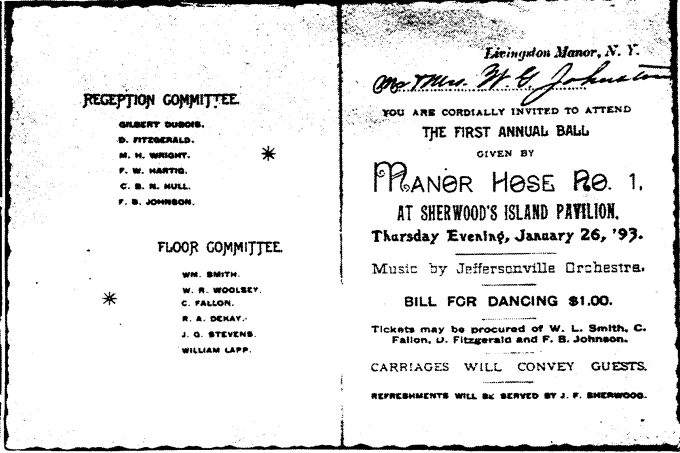 RECEPTION COMMITTEE.
GILBERT DUBOIS.
D. FITZGERALD.
M. H. WRIGHT.
F. W. HARTIG.
C. B. N. HULL.
F. B. JOHNSON.
FLOOR COMMITTEE.
WM. SMITH.
W. R. WOOLSEY.
C. FALLON.
R. A. DEKAY.
J. G. STEVENS.
WILLIAM LAPP.
Livingston Manor, N. Y.
Mr & Mrs. W G Johnston
YOU ARE CORDIALLY INVITED TO ATTEND
THE FIRST ANNUAL BALL
GIVEN BY
MANOR HOSE NO. 1,
AT SHERWOOD'S ISLAND PAVILION,
Thursday Evening, January 26, '93.
Music by Jeffersonville Orchestra.
BILL FOR DANCING $1.00.
Tickets may be procured of W. L. Smith, C.
Fallon, D. Fitzgerald and F. B. Johnson.
CARRIAGES WILL CONVEY GUESTS.
REFRESHMENTS WILL BE SERVED BY J. F. SHERWOOD.